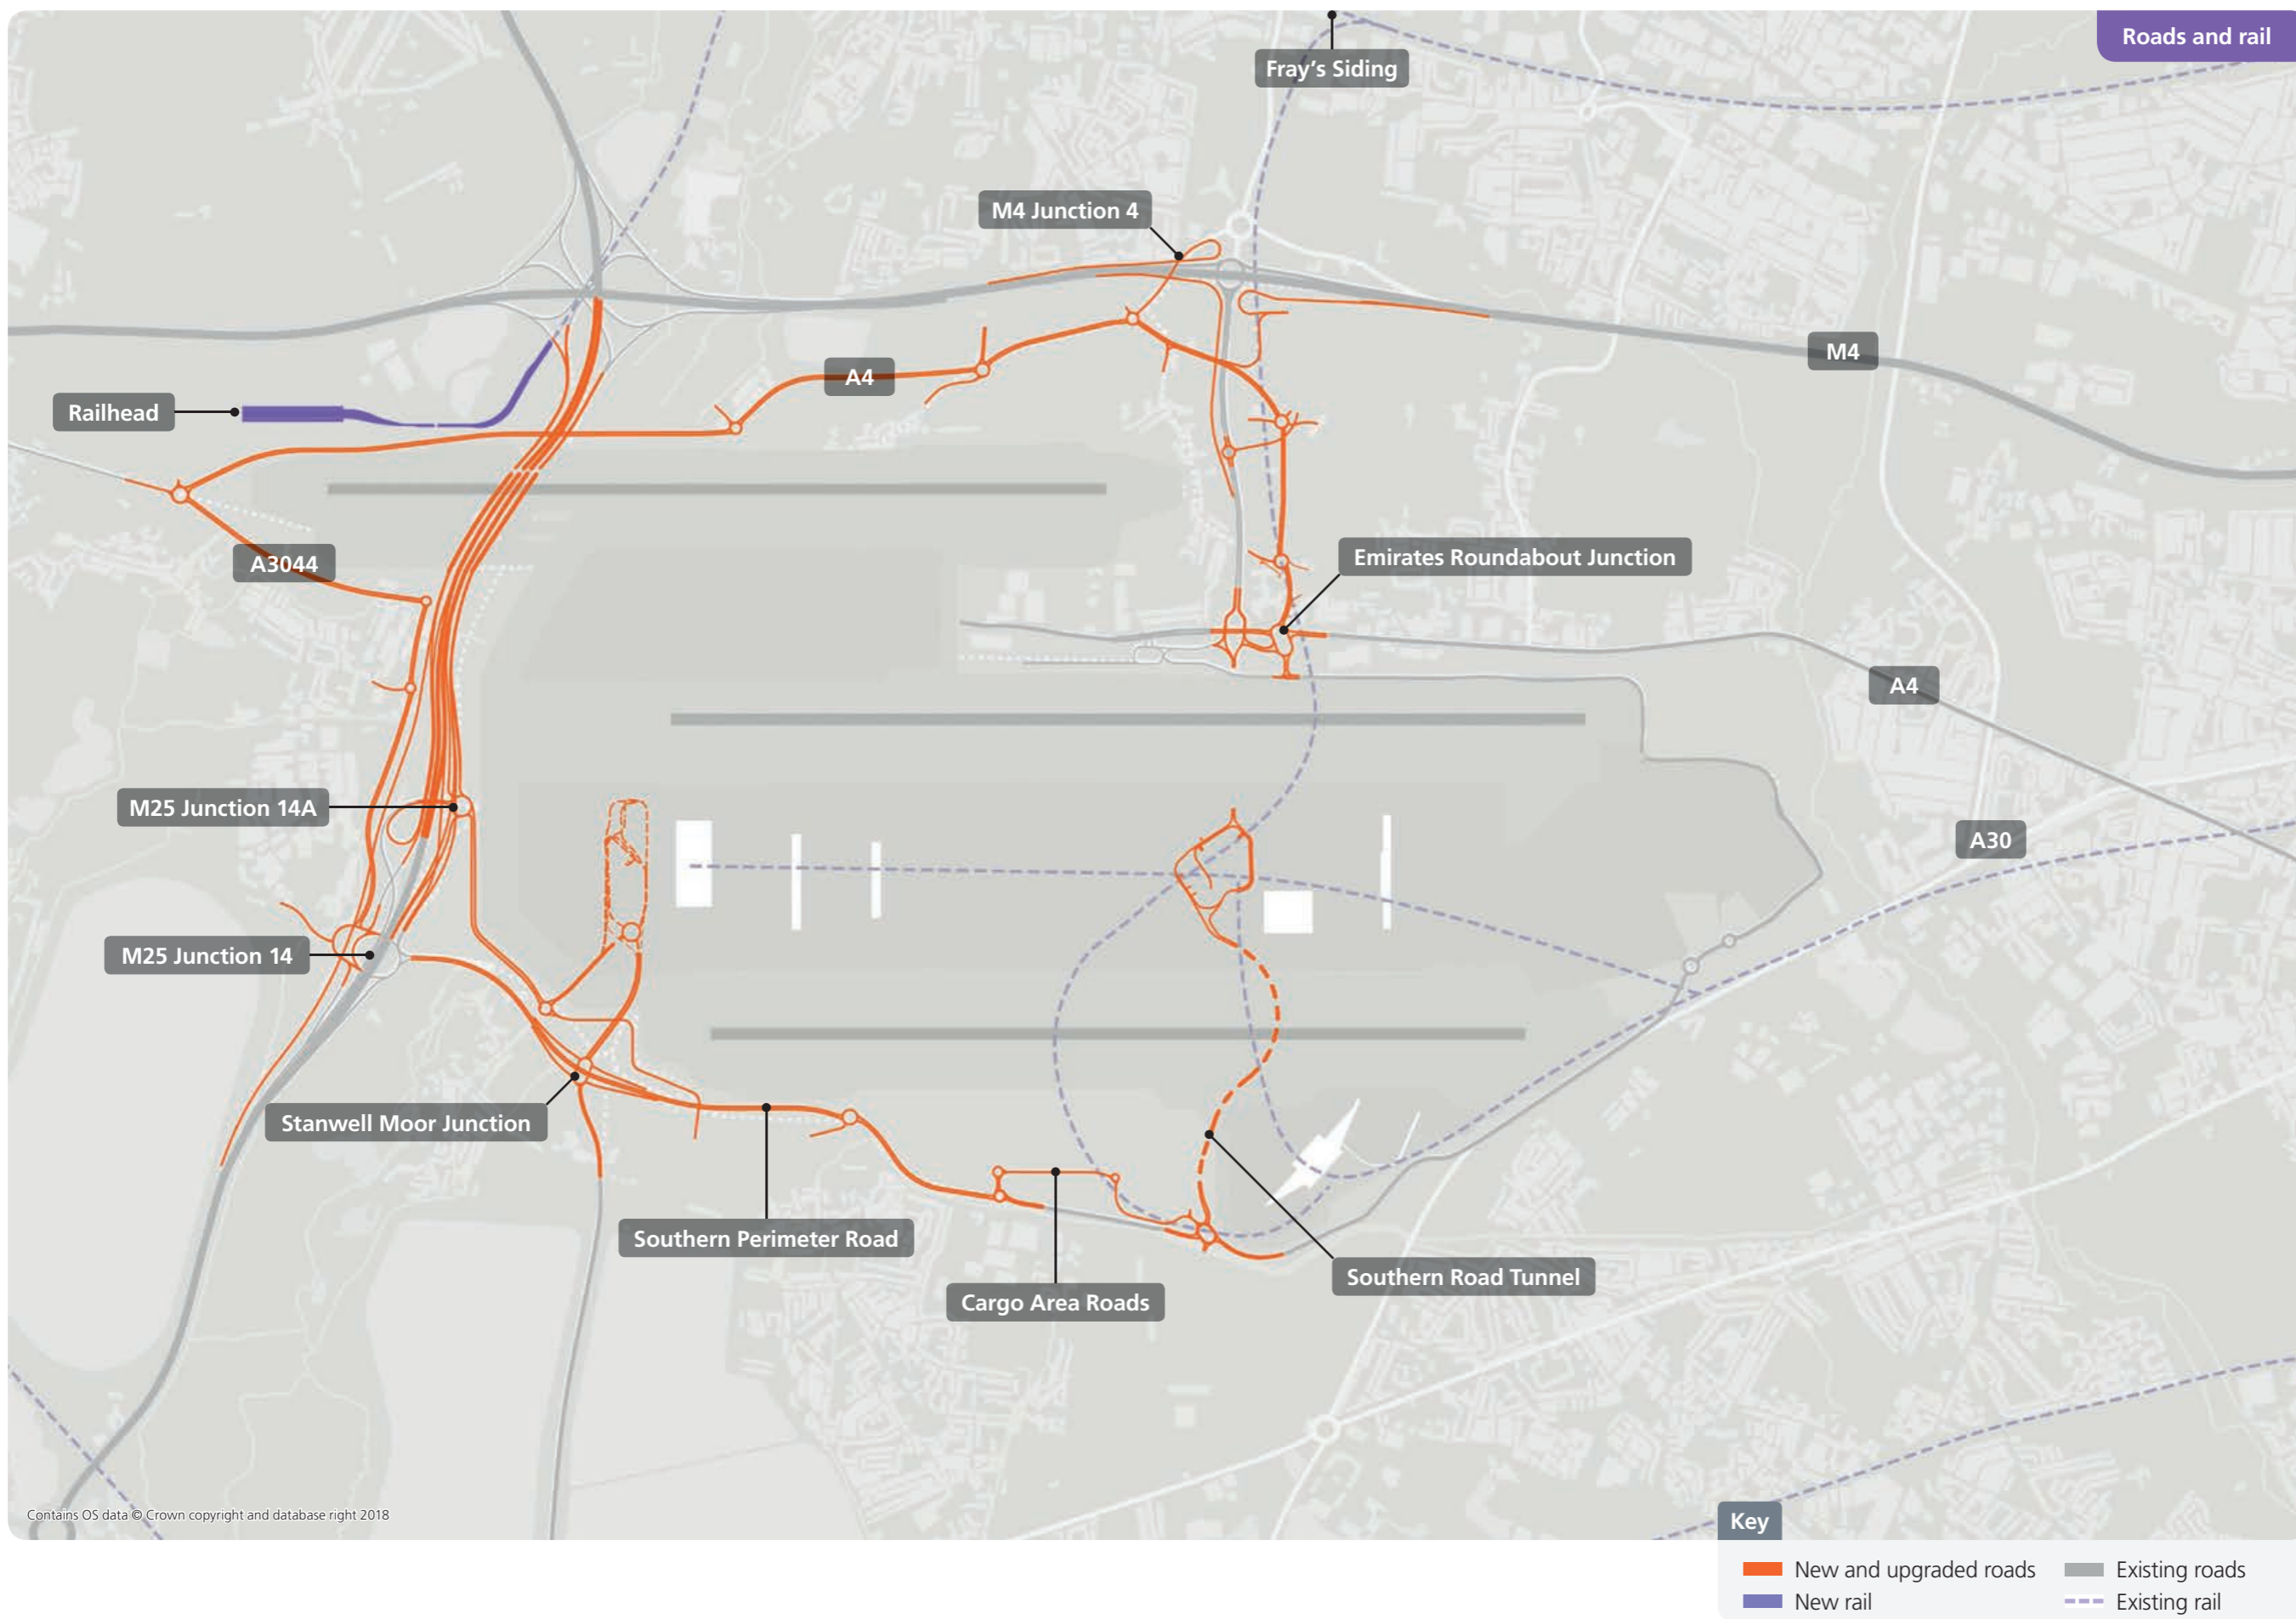 Roads and rail
Fray’s Siding
M4 Junction 4
M4
A4
Railhead
Emirates Roundabout Junction
A3044
A4
M25 Junction 14A
A30
M25 Junction 14
Stanwell Moor Junction
Southern Perimeter Road
Southern Road Tunnel
Cargo Area Roads
Contains OS data © Crown copyright and database right 2018
Key
New and upgraded roads
Existing roads
New rail
Existing rail